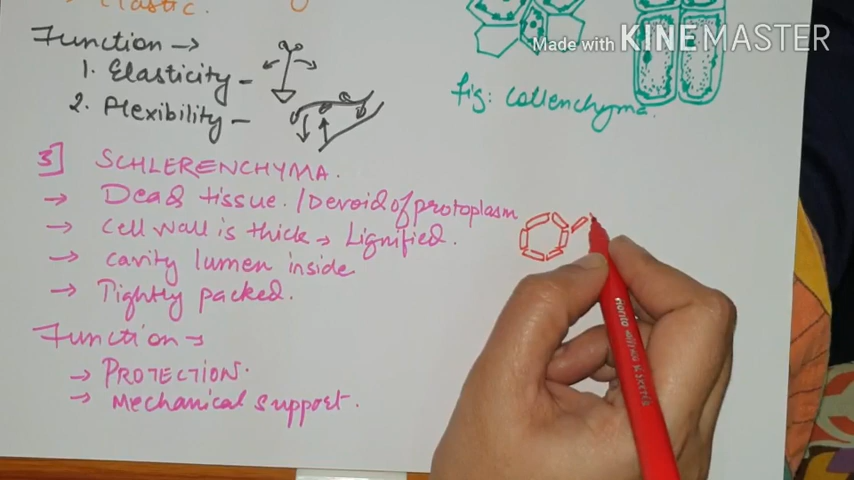 Elastic.
Function →
1. Elasticity -
2. Flexibility -
fig: Collenchyma.
3] SCHLERENCHYMA.
→ Dead tissue. / Devoid of protoplasm
→ Cell wall is thick → Lignified.
→ cavity lumen inside
→ Tightly packed.
Function →
→ PROTECTION.
→ Mechanical support.
Made with KINEMASTER